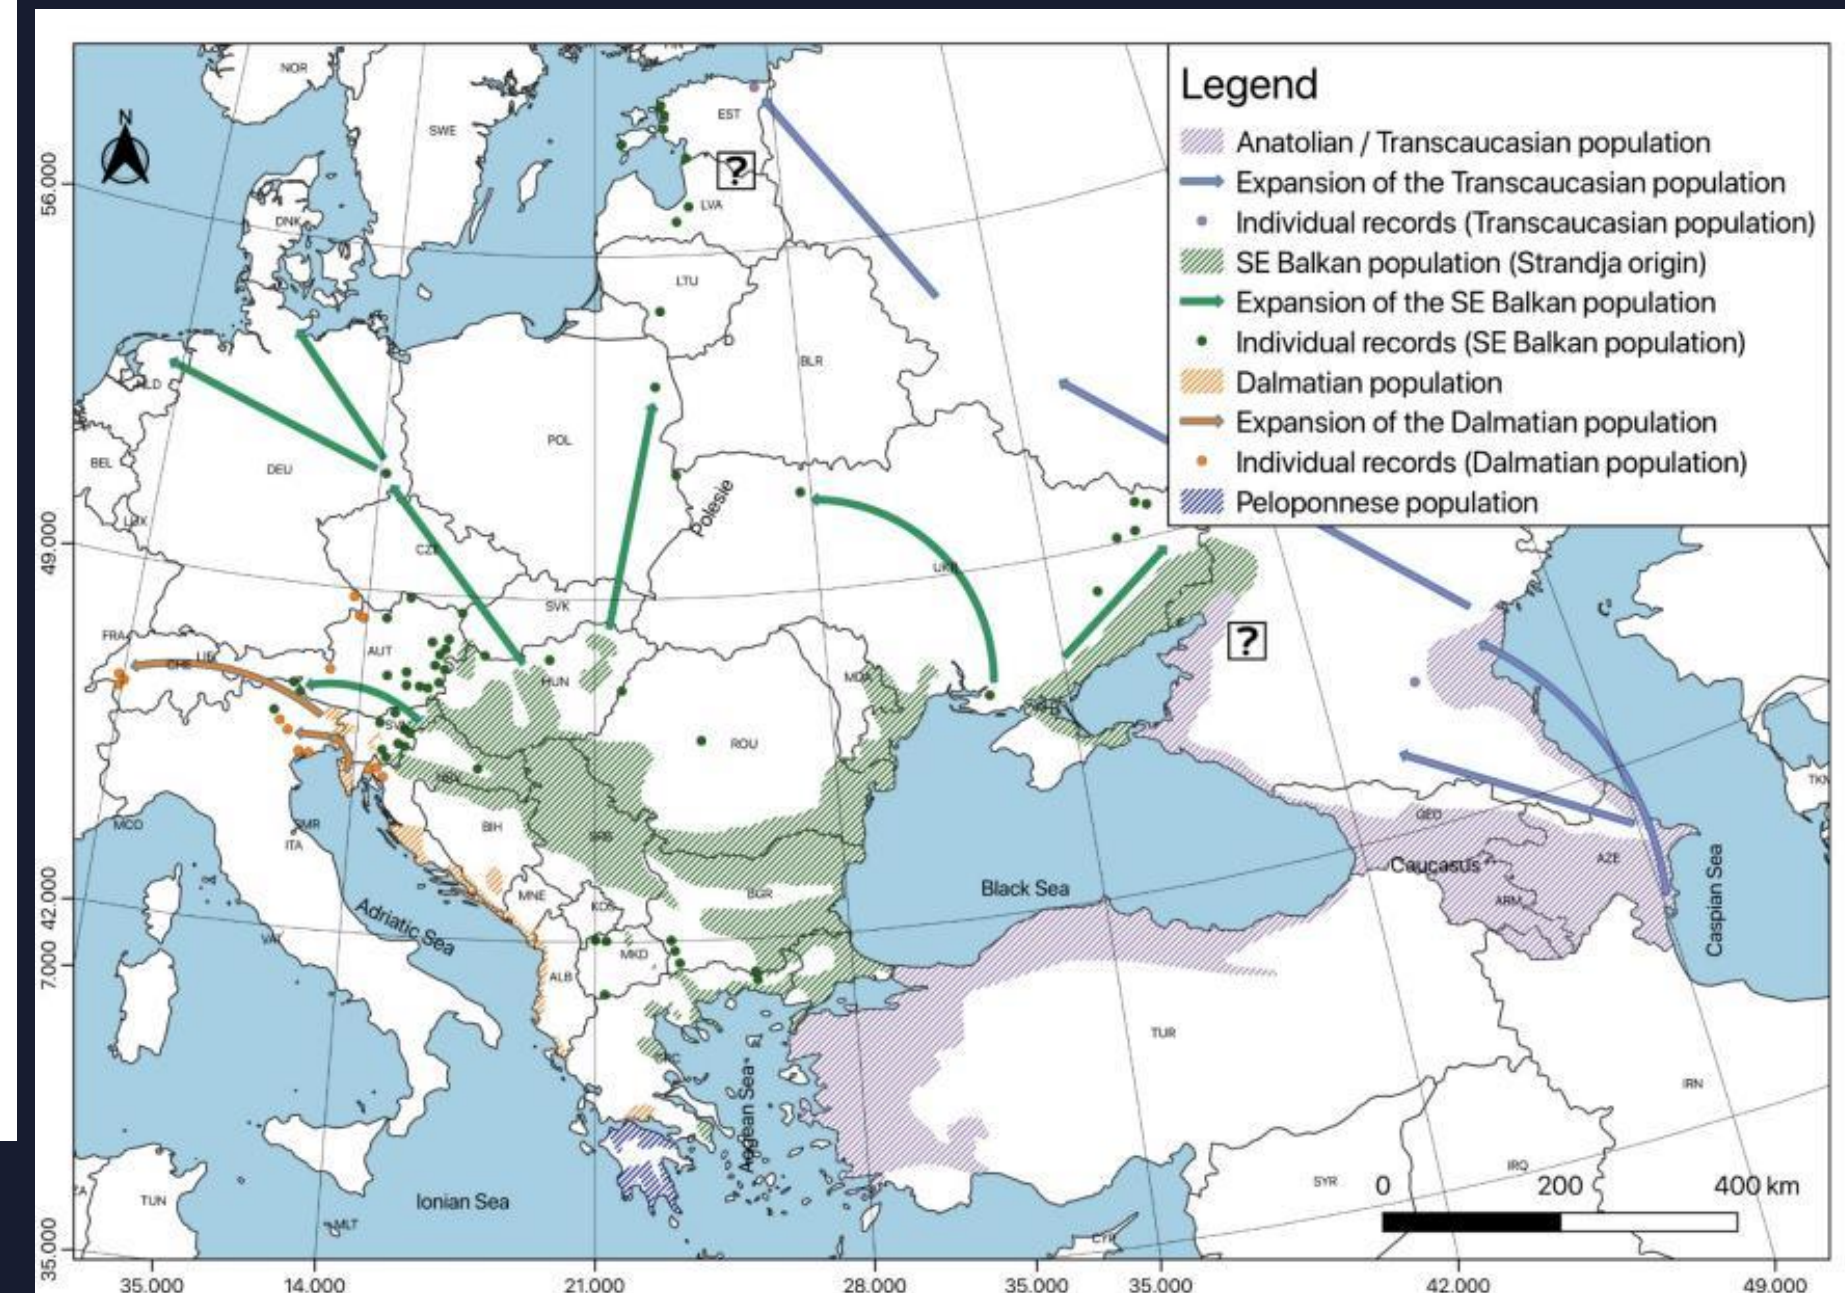 Legend
Anatolian / Transcaucasian population
Expansion of the Transcaucasian population
Individual records (Transcaucasian population)
SE Balkan population (Strandja origin)
Expansion of the SE Balkan population
Individual records (SE Balkan population)
Dalmatian population
Expansion of the Dalmatian population
Individual records (Dalmatian population)
Peloponnese population
N
NOR
SWE
EST
?
LVA
DNK
LTU
BLR
NLD
POL
BEL
DEU
LUX
Polesie
CZE
UKR
SVK
FRA
LIE
CHE
AUT
?
HUN
MDA
SVN
ROU
HRV
TKM
MCO
SMR
ITA
BIH
SRB
GEO
Caucasus
AZE
Black Sea
MNE
BGR
KOS
ARM
Caspian Sea
Adriatic Sea
VAT
MKD
ALB
TUR
GRC
Aegean Sea
IRN
IRQ
SYR
TUN
Ionian Sea
MLT
CYP
0 200 400 km
56.000
49.000
42.000
7.000
35.00
35.000 14.000 21.000 28.000 35.000 35.000 42.000 49.000